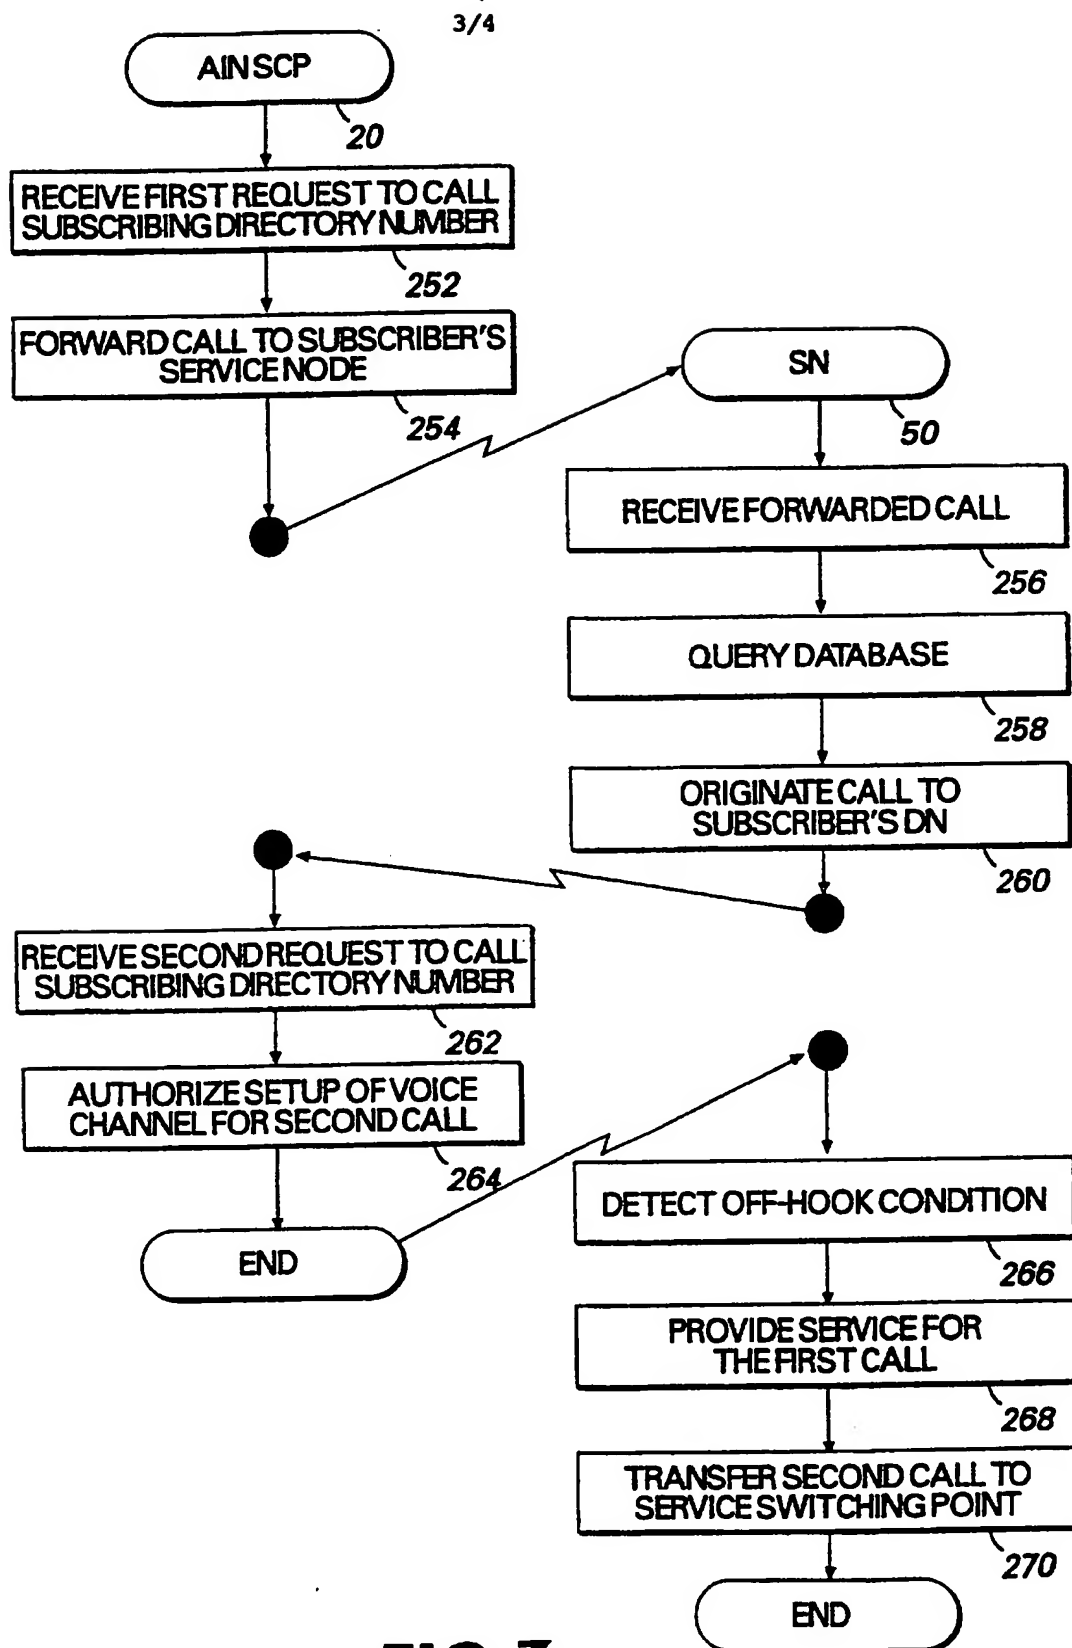 3/4
AIN SCP
20
RECEIVE FIRST REQUEST TO CALL
SUBSCRIBING DIRECTORY NUMBER
252
FORWARD CALL TO SUBSCRIBER'S
SERVICE NODE
254
SN
50
RECEIVE FORWARDED CALL
256
QUERY DATABASE
258
ORIGINATE CALL TO
SUBSCRIBER'S DN
260
RECEIVE SECOND REQUEST TO CALL
SUBSCRIBING DIRECTORY NUMBER
262
AUTHORIZE SETUP OF VOICE
CHANNEL FOR SECOND CALL
264
END
DETECT OFF-HOOK CONDITION
266
PROVIDE SERVICE FOR
THE FIRST CALL
268
TRANSFER SECOND CALL TO
SERVICE SWITCHING POINT
270
END